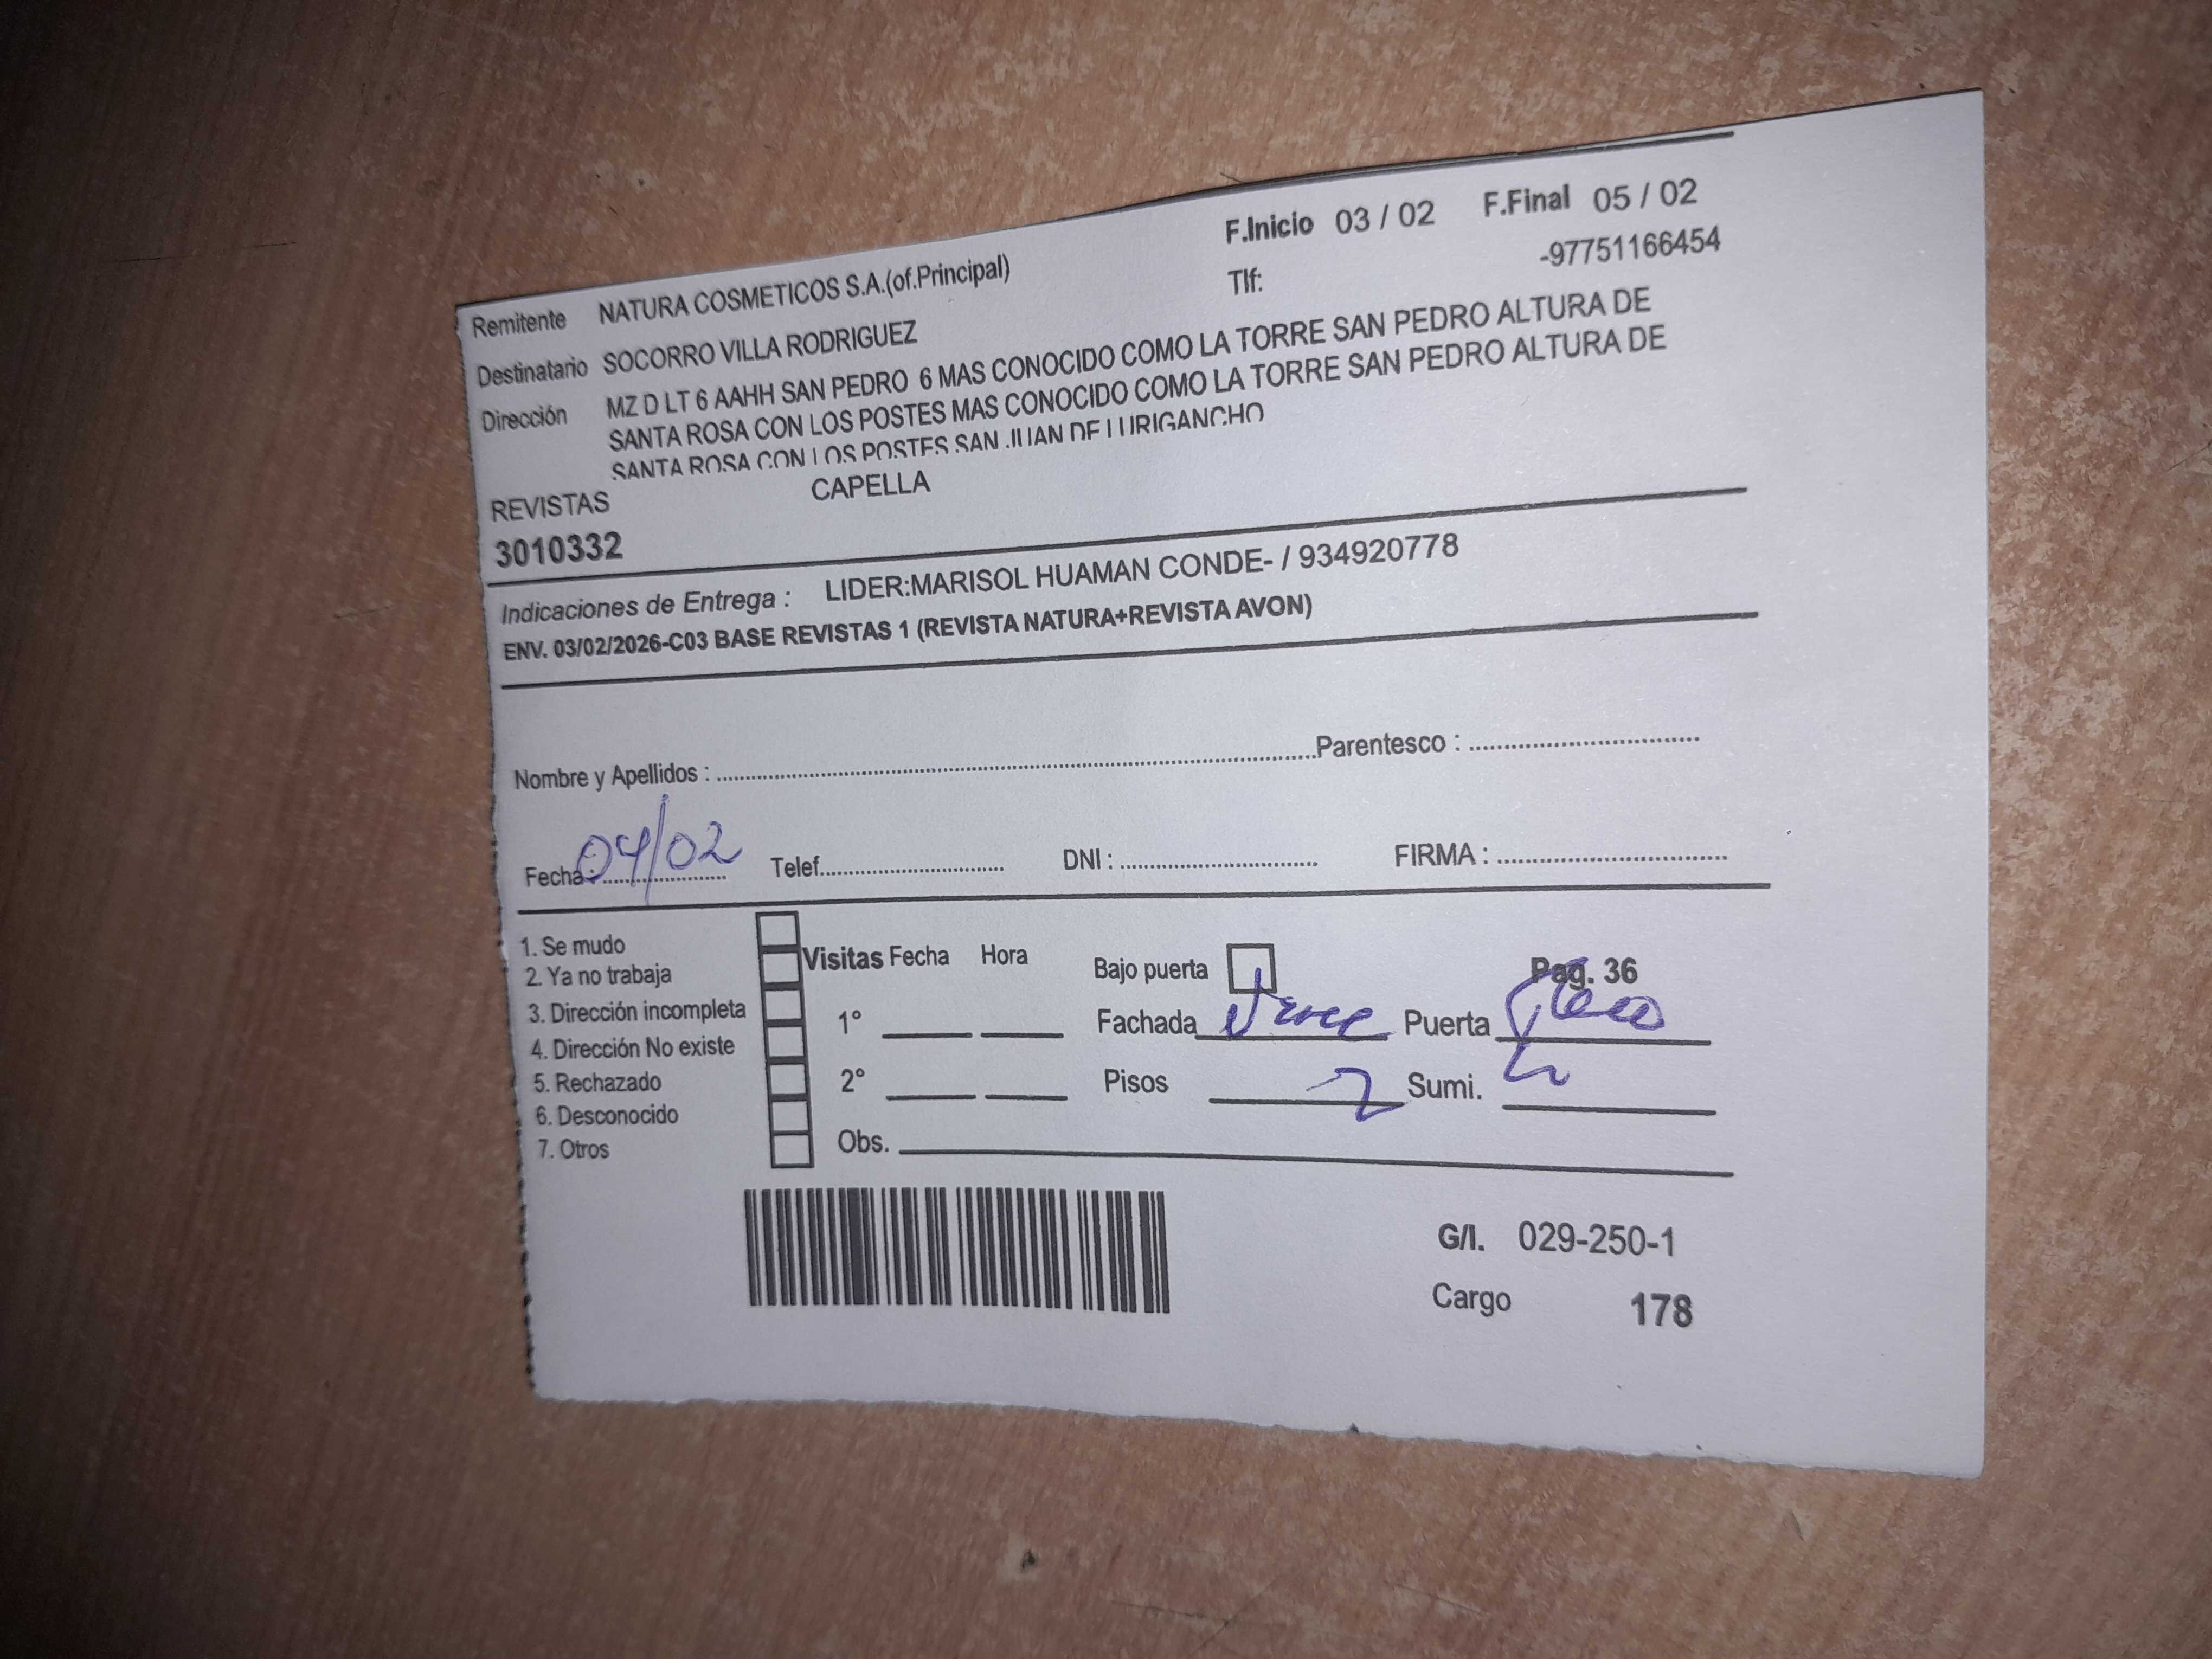 F.Inicio 03 / 02 F.Final 05 / 02
Remitente NATURA COSMETICOS S.A.(of.Principal) Tlf: -97751166454
Destinatario SOCORRO VILLA RODRIGUEZ
Dirección MZ D LT 6 AAHH SAN PEDRO 6 MAS CONOCIDO COMO LA TORRE SAN PEDRO ALTURA DE
SANTA ROSA CON LOS POSTES MAS CONOCIDO COMO LA TORRE SAN PEDRO ALTURA DE
SANTA ROSA CON LOS POSTES SAN JUAN DE LURIGANCHO
REVISTAS CAPELLA
3010332
Indicaciones de Entrega : LIDER:MARISOL HUAMAN CONDE- / 934920778
ENV. 03/02/2026-C03 BASE REVISTAS 1 (REVISTA NATURA+REVISTA AVON)
Nombre y Apellidos : Parentesco :
Fecha : 04/02 Telef. DNI : FIRMA :
1. Se mudo
2. Ya no trabaja
3. Dirección incompleta
4. Dirección No existe
5. Rechazado
6. Desconocido
7. Otros
Visitas Fecha Hora
1°
2°
Obs.
Bajo puerta Pag. 36
Fachada Puerta
Pisos 2 Sumi.
G/I. 029-250-1
Cargo 178